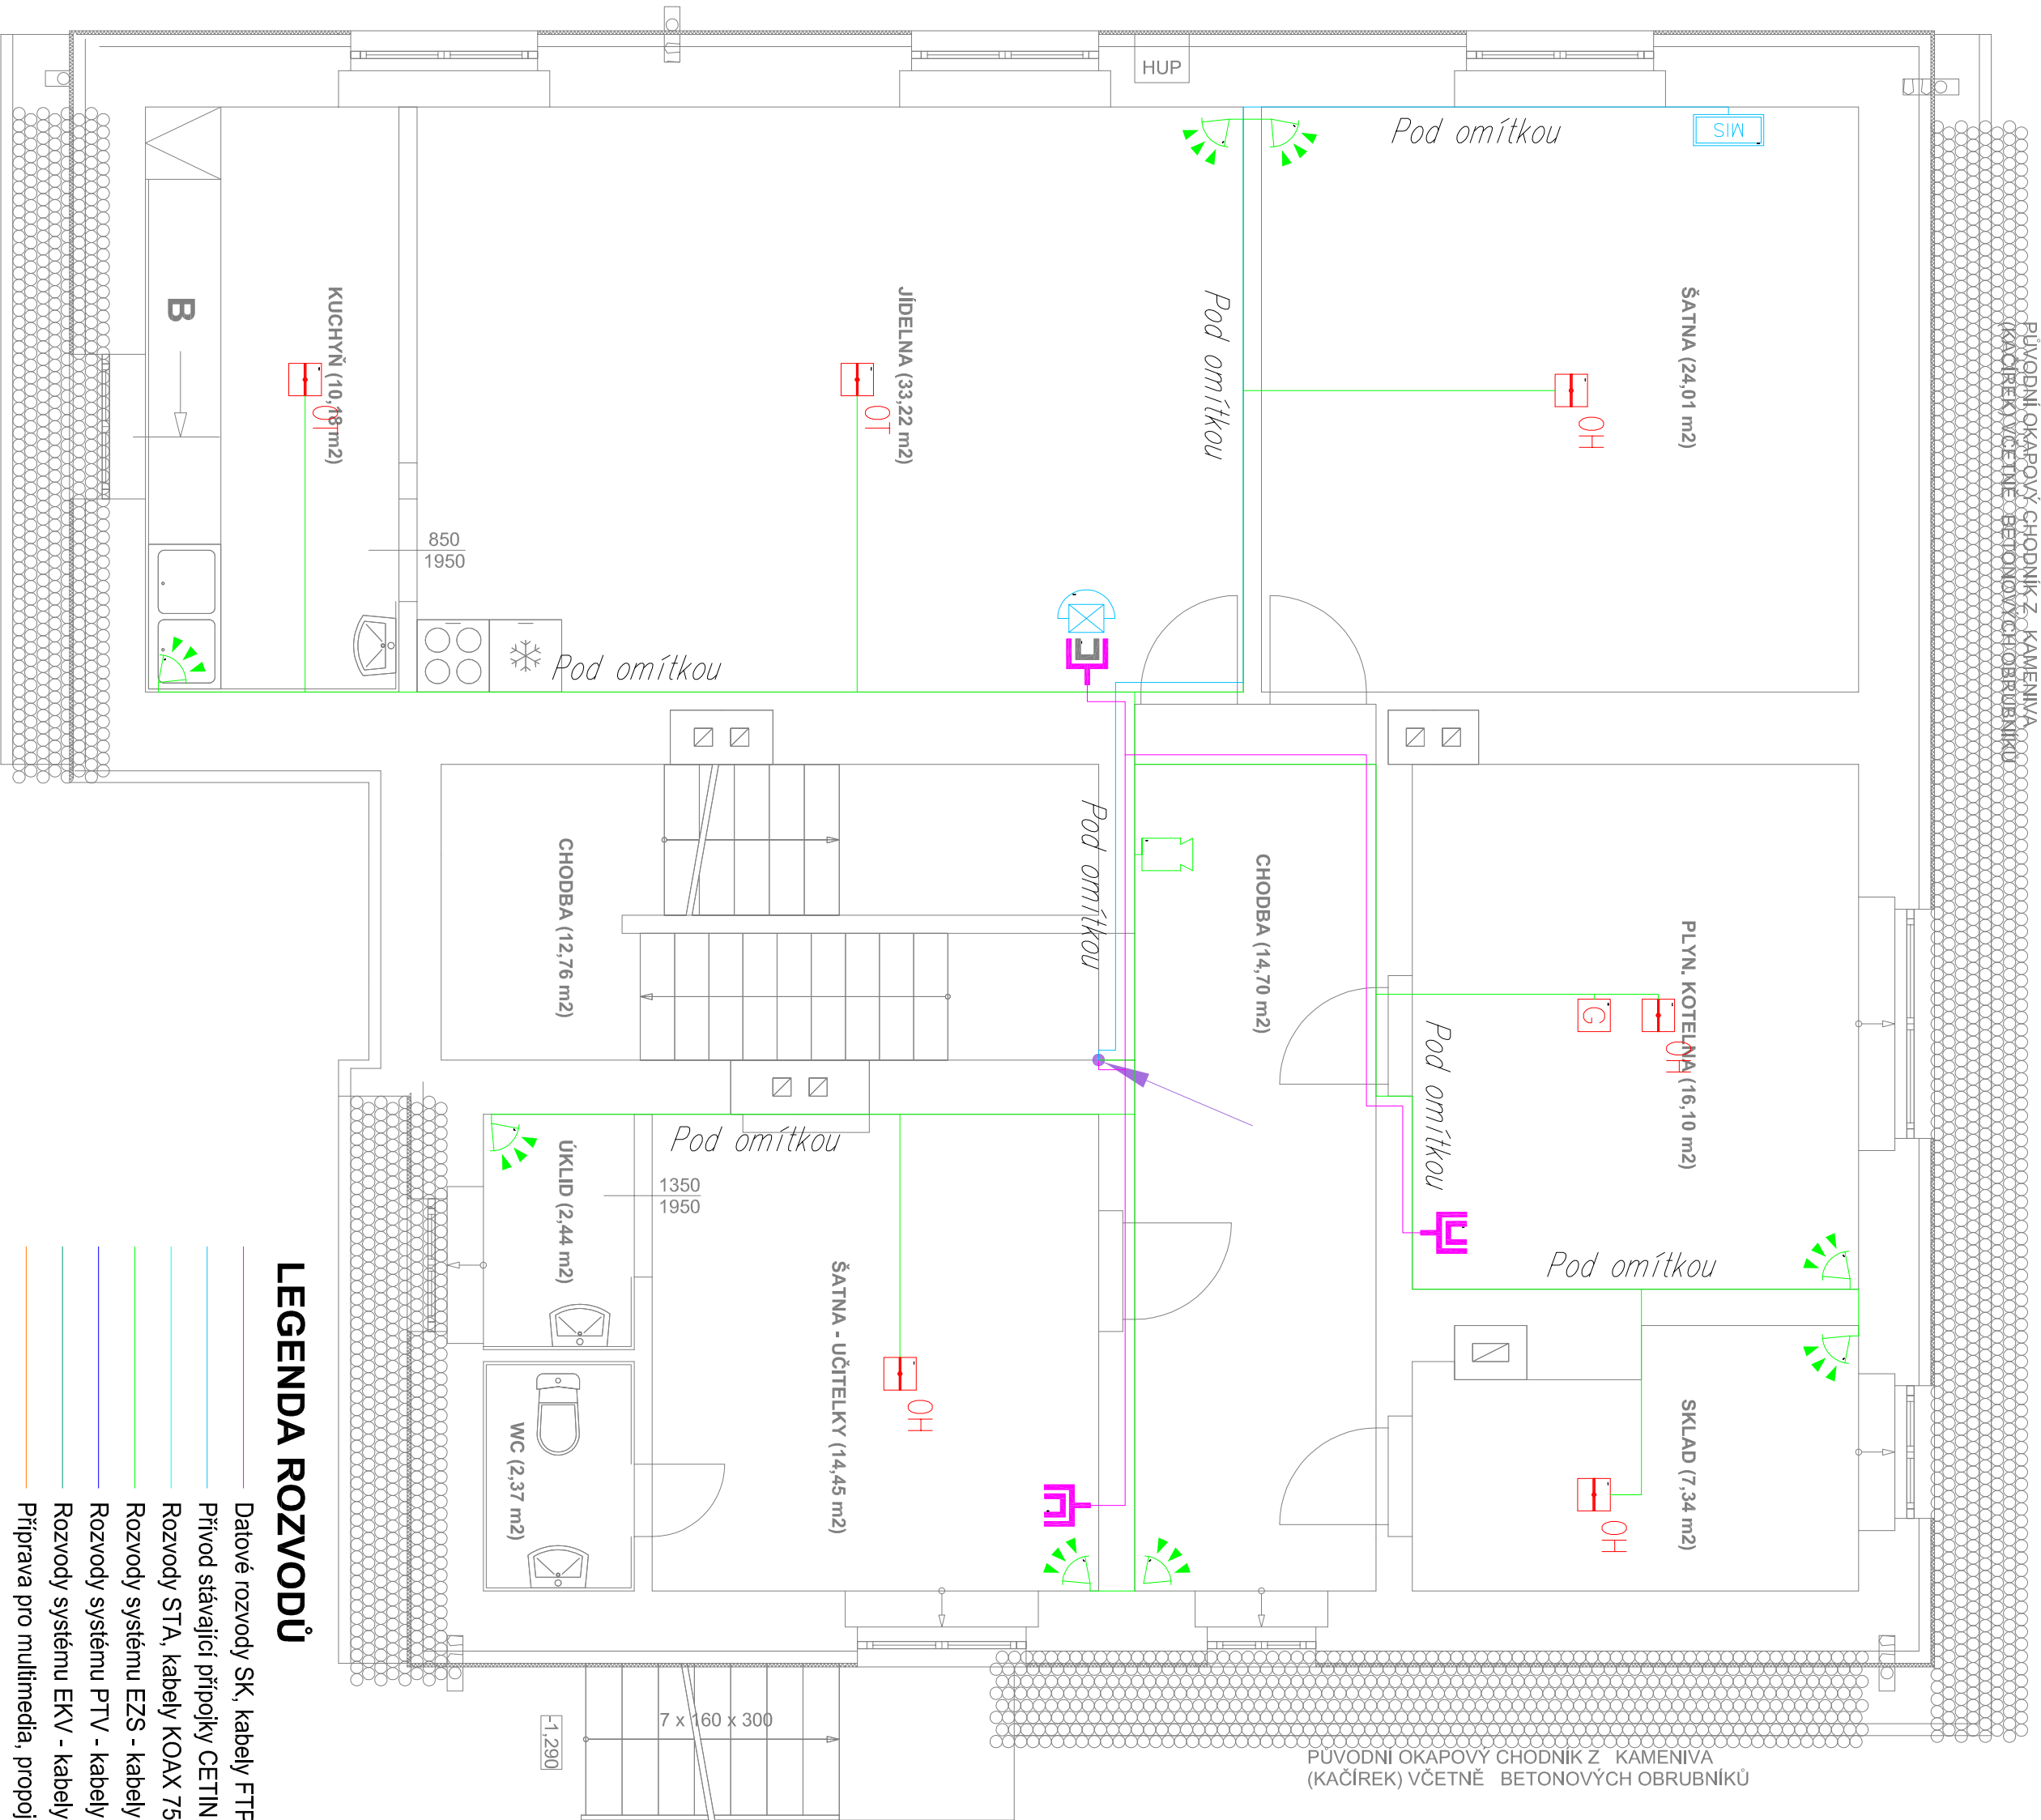 HUP
Pod omítkou
MIS
PŮVODNÍ OKAPOVÝ CHODNÍK Z KAMENIVA
(KAČÍREK) VČETNĚ BETONOVÝCH OBRUBNÍKŮ
B
KUCHYŇ (10,18 m2)
OT
JÍDELNA (33,22 m2)
OT
Pod omítkou
ŠATNA (24,01 m2)
OH
850
1950
Pod omítkou
CHODBA (12,76 m2)
Pod omítkou
CHODBA (14,70 m2)
PLYN. KOTELNA (16,10 m2)
G
OH
Pod omítkou
Pod omítkou
ÚKLID (2,44 m2)
1350
1950
Pod omítkou
ŠATNA - UČITELKY (14,45 m2)
OH
WC (2,37 m2)
SKLAD (7,34 m2)
OH
7 x 160 x 300
-1,290
PŮVODNÍ OKAPOVÝ CHODNÍK Z KAMENIVA
(KAČÍREK) VČETNĚ BETONOVÝCH OBRUBNÍKŮ
LEGENDA ROZVODŮ
Datové rozvody SK, kabely FTP
Přívod stávající přípojky CETIN
Rozvody STA, kabely KOAX 75
Rozvody systému EZS - kabely
Rozvody systému PTV - kabely
Rozvody systému EKV - kabely
Příprava pro multimedia, propoj